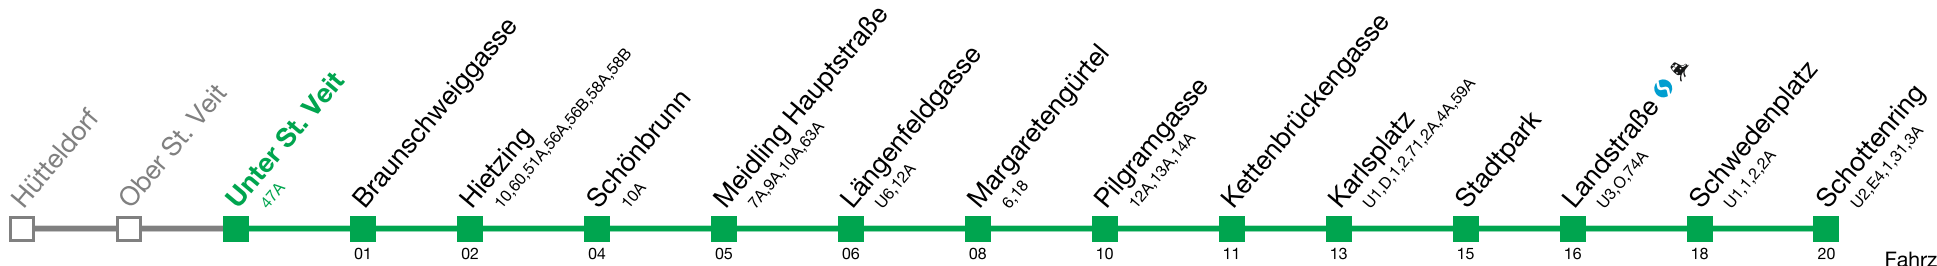 Hütteldorf
Ober St. Veit
Unter St. Veit
47A
Braunschweiggasse
Hietzing
10,60,51A,56A,56B,58A,58B
Schönbrunn
10A
Meidling Hauptstraße
7A,9A,10A,63A
Längenfeldgasse
U6,12A
Margaretengürtel
6,18
Pilgramgasse
12A,13A,14A
Kettenbrückengasse
Karlsplatz
U1,D,1,2,71,2A,4A,59A
Stadtpark
Landstraße
U3,O,74A
Schwedenplatz
U1,1,2,2A
Schottenring
U2,E4,1,31,3A
01 02 04 05 06 08 10 11 13 15 16 18 20
Fahrz